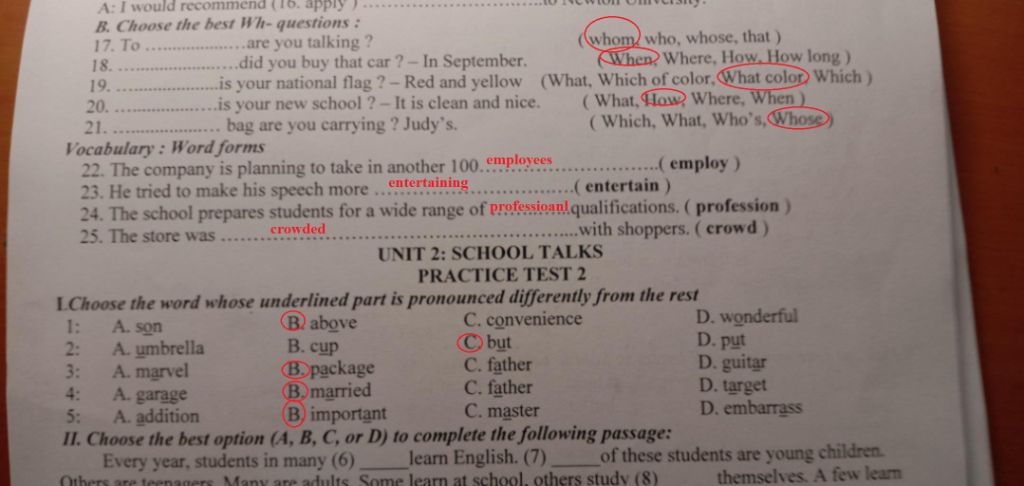 A: I would recommend (16. apply ) ........................to Newton University.
B. Choose the best Wh- questions :
17. To ....................are you talking ? ( whom, who, whose, that )
18. ........................did you buy that car ? – In September. ( When, Where, How, How long )
19. ....................is your national flag ? – Red and yellow (What, Which of color, What color, Which )
20. ....................is your new school ? – It is clean and nice. ( What, How, Where, When )
21. ..................... bag are you carrying ? Judy's. ( Which, What, Who's, Whose )
Vocabulary : Word forms
22. The company is planning to take in another 100. employees ........................( employ )
23. He tried to make his speech more entertaining ........................( entertain )
24. The school prepares students for a wide range of professioanl qualifications. ( profession )
25. The store was crowded ........................with shoppers. ( crowd )
UNIT 2: SCHOOL TALKS
PRACTICE TEST 2
I.Choose the word whose underlined part is pronounced differently from the rest
1: A. son B. above C. convenience D. wonderful
2: A. umbrella B. cup C. but D. put
3: A. marvel B. package C. father D. guitar
4: A. garage B. married C. father D. target
5: A. addition B. important C. master D. embarrass
II. Choose the best option (A, B, C, or D) to complete the following passage:
Every year, students in many (6) _____learn English. (7) _____of these students are young children.
Others are teenagers. Many are adults. Some learn at school, others study (8) _____ themselves. A few learn